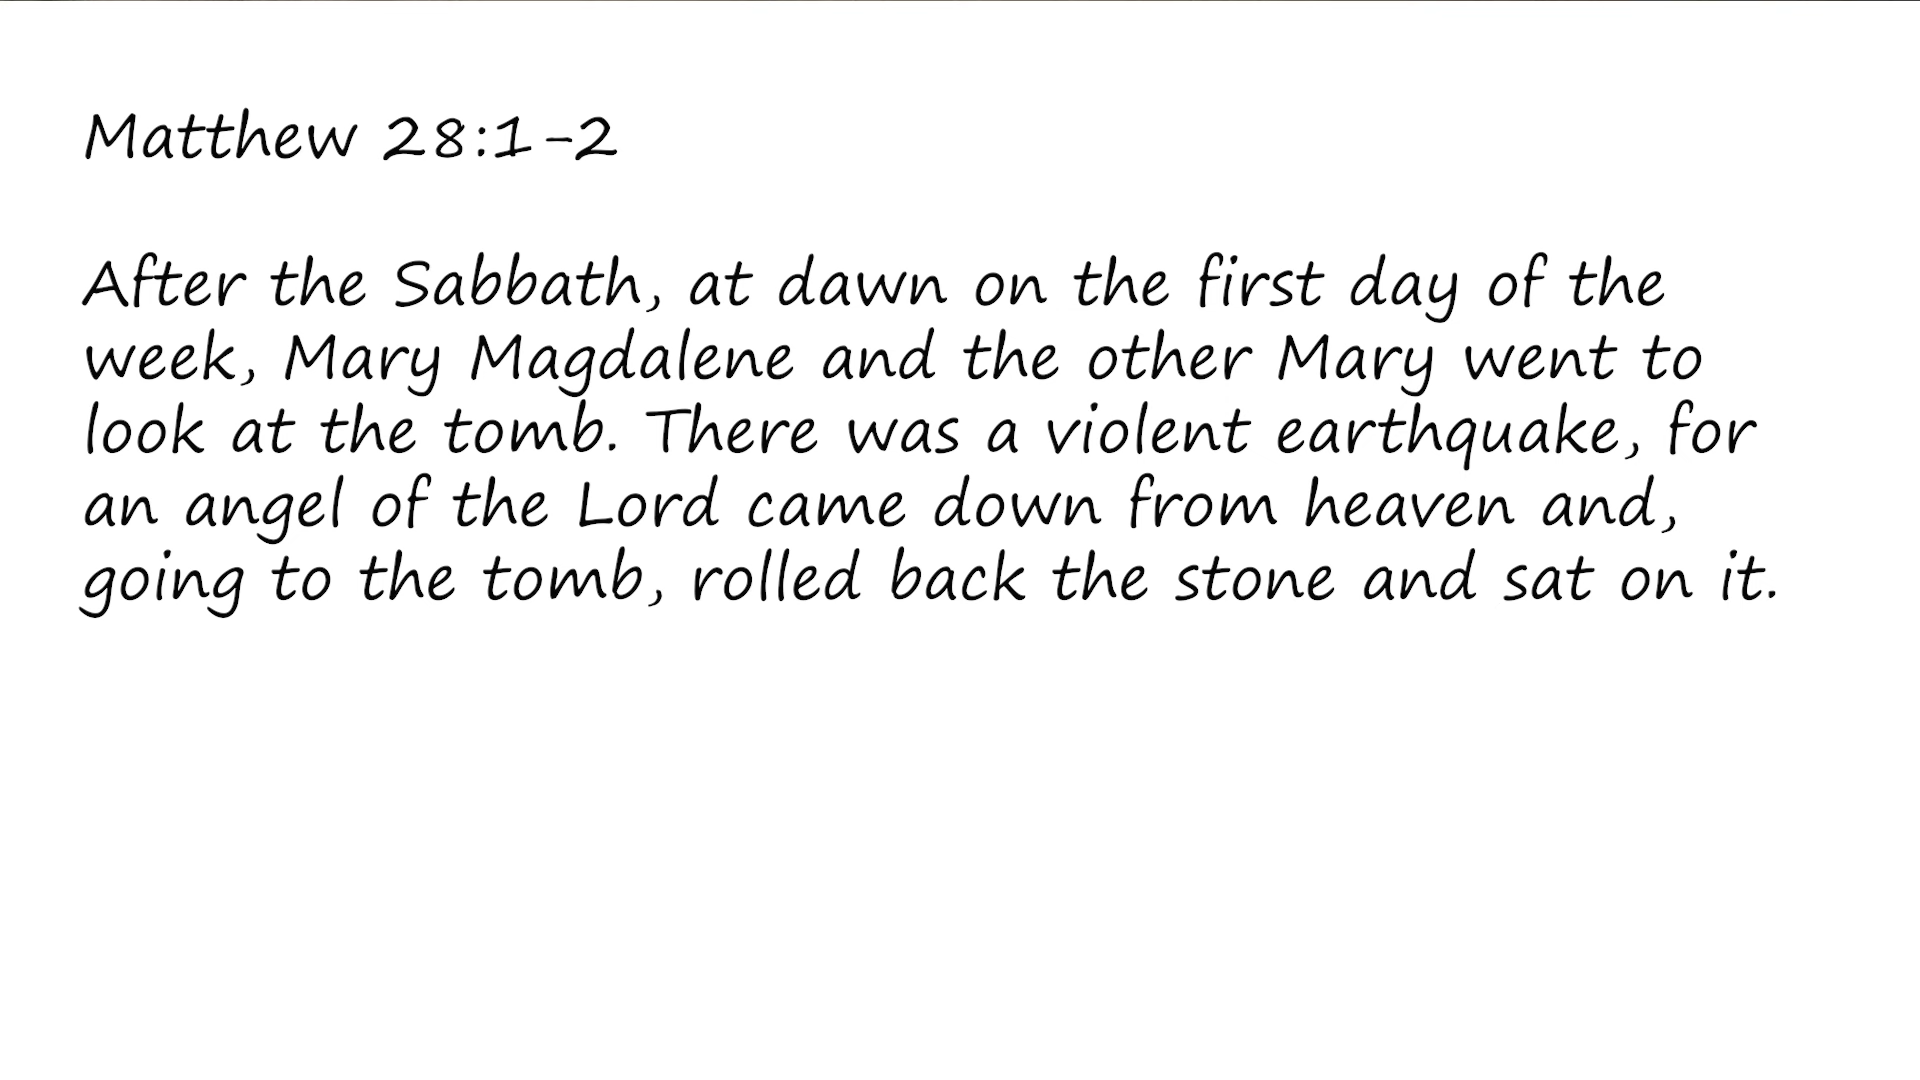 Matthew 28:1-2
After the Sabbath, at dawn on the first day of the
week, Mary Magdalene and the other Mary went to
look at the tomb. There was a violent earthquake, for
an angel of the Lord came down from heaven and,
going to the tomb, rolled back the stone and sat on it.